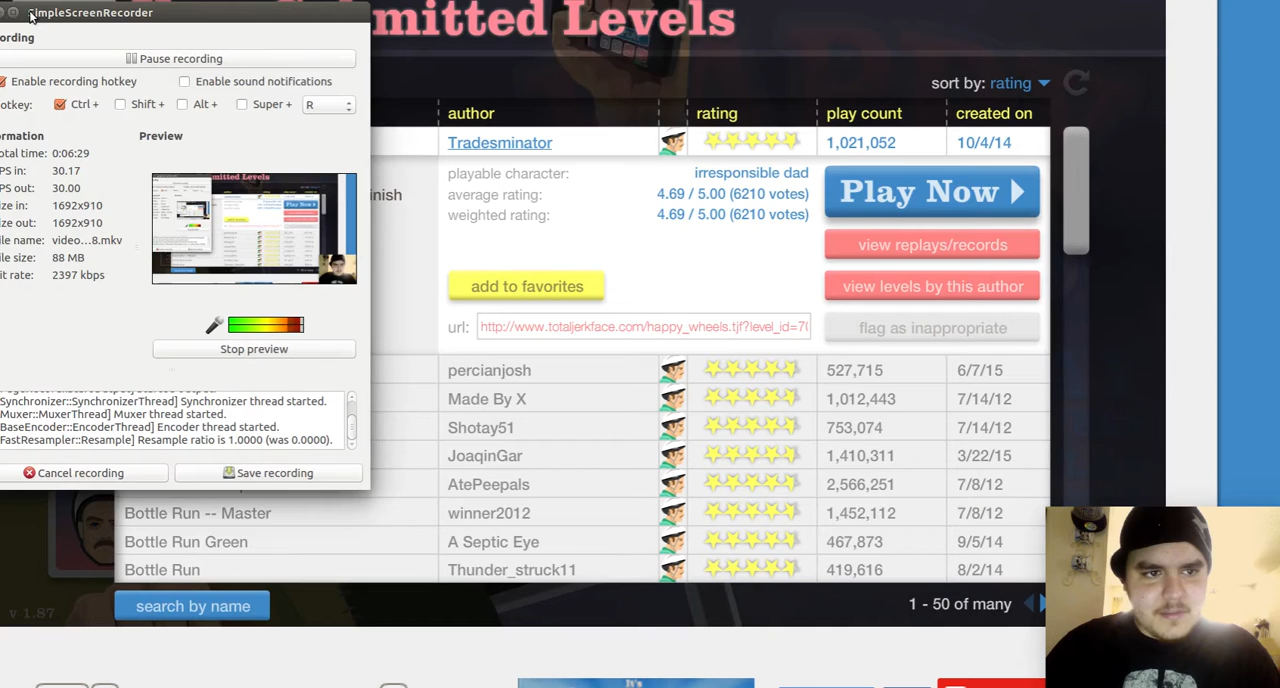 SimpleScreenRecorder
ording
Pause recording
Enable recording hotkey
Enable sound notifications
otkey:
Ctrl +
Shift +
Alt +
Super +
R
ormation
Preview
otal time: 0:06:29
PS in: 30.17
PS out: 30.00
ize in: 1692x910
ize out: 1692x910
ile name: video...8.mkv
ile size: 88 MB
it rate: 2397 kbps
Stop preview
Synchronizer::SynchronizerThread] Synchronizer thread started.
Muxer::MuxerThread] Muxer thread started.
BaseEncoder::EncoderThread] Encoder thread started.
FastResampler::Resample] Resample ratio is 1.0000 (was 0.0000).
Cancel recording
Save recording
mitted Levels
sort by: rating
author
rating
play count
created on
Tradesminator
1,021,052
10/4/14
inish
playable character:
irresponsible dad
average rating:
4.69 / 5.00 (6210 votes)
weighted rating:
4.69 / 5.00 (6210 votes)
Play Now
view replays/records
add to favorites
view levels by this author
url: http://www.totaljerkface.com/happy_wheels.tjf?level_id=7(
flag as inappropriate
percianjosh
527,715
6/7/15
Made By X
1,012,443
7/14/12
Shotay51
753,074
7/14/12
JoaqinGar
1,410,311
3/22/15
AtePeepals
2,566,251
7/8/12
Bottle Run -- Master
winner2012
1,452,112
7/8/12
Bottle Run Green
A Septic Eye
467,873
9/5/14
Bottle Run
Thunder_struck11
419,616
8/2/14
v 1.87
search by name
1 - 50 of many
It's